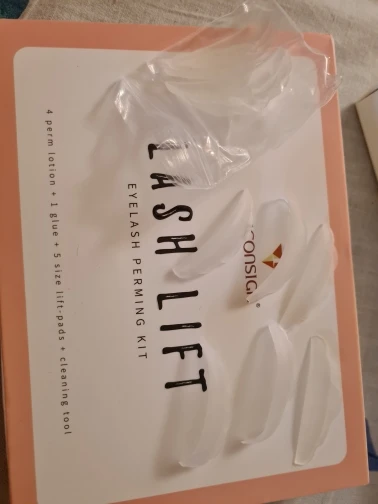 LASH LIFT
EYELASH PERMING KIT
4 perm lotion + 1 glue + 5 size lift-pads + cleaning tool